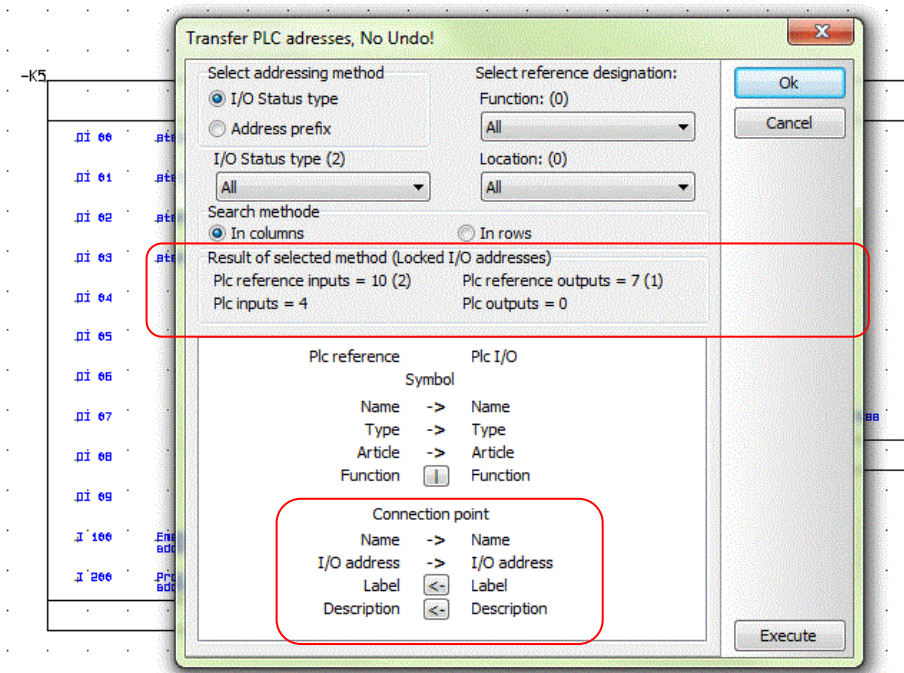 Transfer PLC adresses, No Undo!
Select addressing method
Select reference designation:
I/O Status type
Function: (0)
All
Address prefix
I/O Status type (2)
Location: (0)
All
All
Search methode
In columns
In rows
Result of selected method (Locked I/O addresses)
Plc reference inputs = 10 (2)
Plc reference outputs = 7 (1)
Plc inputs = 4
Plc outputs = 0
Plc reference
Plc I/O
Symbol
Name -> Name
Type -> Type
Article -> Article
Function | Function
Connection point
Name -> Name
I/O address -> I/O address
Label <- Label
Description <- Description
Ok
Cancel
Execute
-K5
DI 00
DI 01
DI 02
DI 03
DI 04
DI 05
DI 06
DI 07
DI 08
DI 09
I 100
I 200